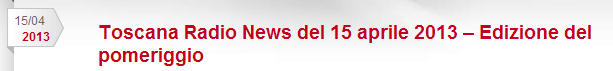 15/04
2013
Toscana Radio News del 15 aprile 2013 – Edizione del
pomeriggio